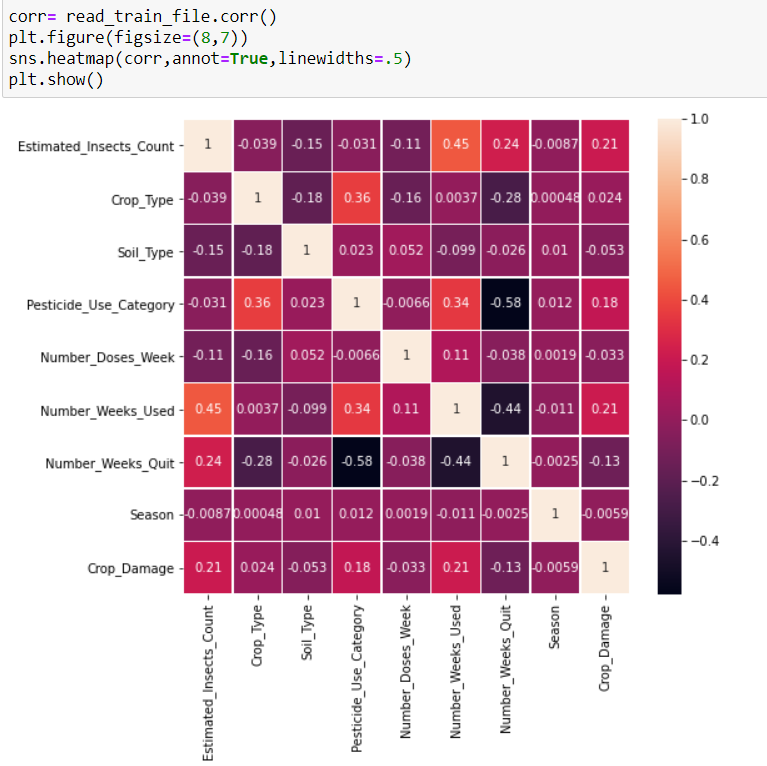 corr= read_train_file.corr()
plt.figure(figsize=(8,7))
sns.heatmap(corr,annot=True,linewidths=.5)
plt.show()
Estimated_Insects_Count 1 -0.039 -0.15 -0.031 -0.11 0.45 0.24 -0.0087 0.21
Crop_Type -0.039 1 -0.18 0.36 -0.16 0.0037 -0.28 0.00048 0.024
Soil_Type -0.15 -0.18 1 0.023 0.052 -0.099 -0.026 0.01 -0.053
Pesticide_Use_Category -0.031 0.36 0.023 1 -0.0066 0.34 -0.58 0.012 0.18
Number_Doses_Week -0.11 -0.16 0.052 -0.0066 1 0.11 -0.038 0.0019 -0.033
Number_Weeks_Used 0.45 0.0037 -0.099 0.34 0.11 1 -0.44 -0.011 0.21
Number_Weeks_Quit 0.24 -0.28 -0.026 -0.58 -0.038 -0.44 1 -0.0025 -0.13
Season -0.0087 0.00048 0.01 0.012 0.0019 -0.011 -0.0025 1 -0.0059
Crop_Damage 0.21 0.024 -0.053 0.18 -0.033 0.21 -0.13 -0.0059 1
Estimated_Insects_Count
Crop_Type
Soil_Type
Pesticide_Use_Category
Number_Doses_Week
Number_Weeks_Used
Number_Weeks_Quit
Season
Crop_Damage
1.0
0.8
0.6
0.4
0.2
0.0
-0.2
-0.4